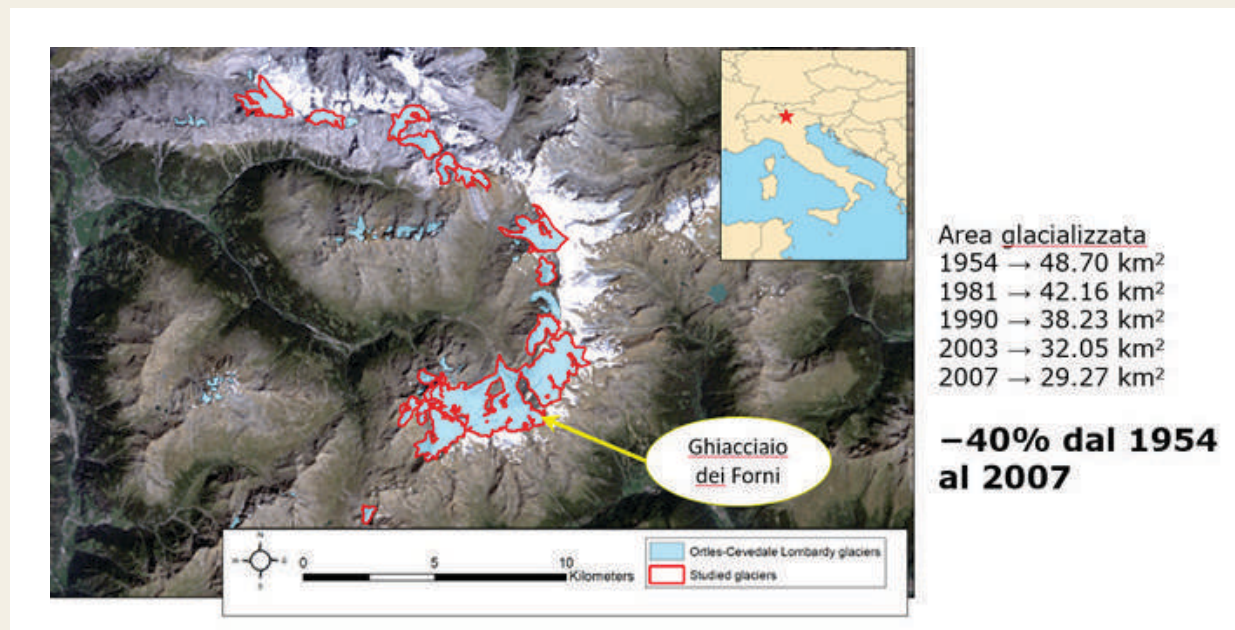 Area glacializzata
1954 → 48.70 km²
1981 → 42.16 km²
1990 → 38.23 km²
2003 → 32.05 km²
2007 → 29.27 km²
−40% dal 1954
al 2007
Ghiacciaio
dei Forni
N
W
E
S
0 5 10
Kilometers
Ortles-Cevedale Lombardy glaciers
Studied glaciers